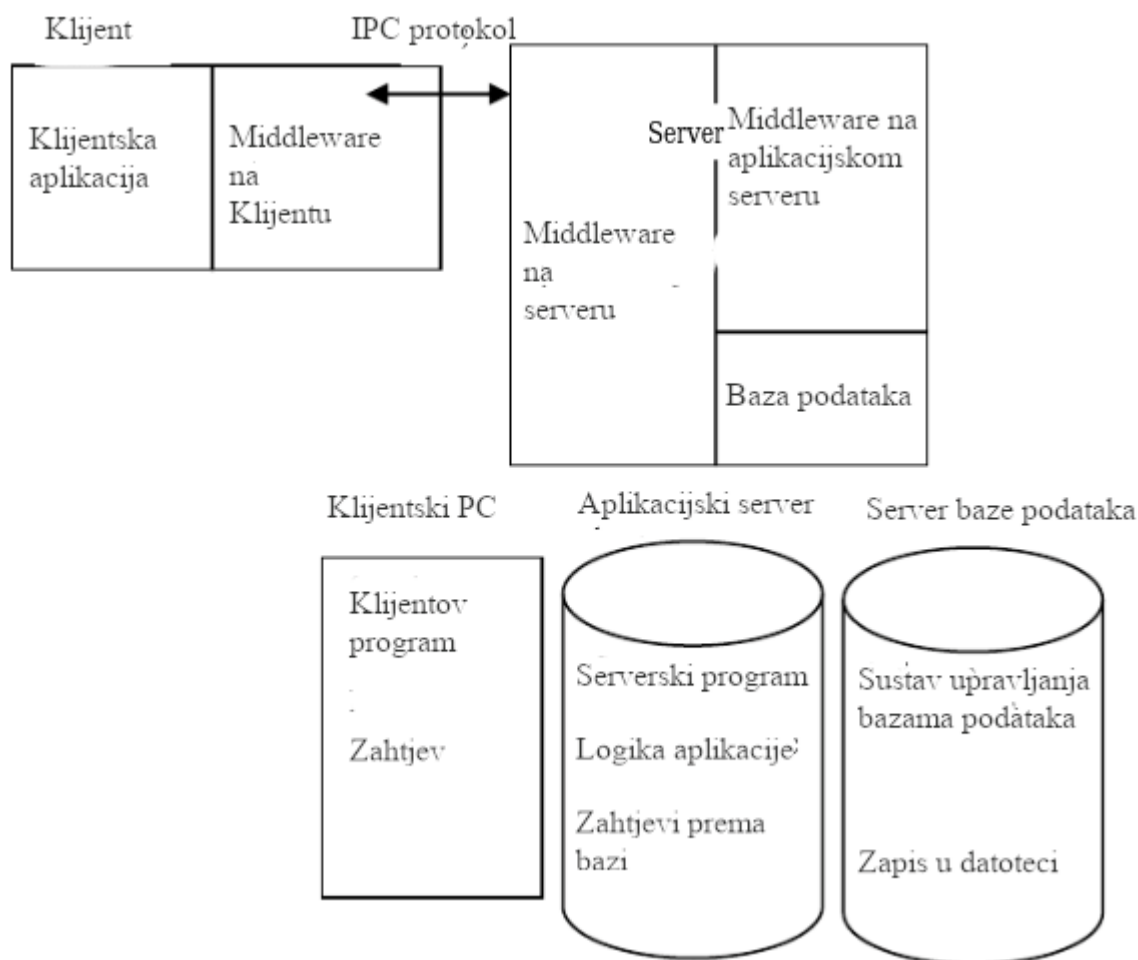 Klijent
IPC protokol
Klijentska
aplikacija
Middleware
na
Klijentu
Server
Middleware na
aplikacijskom
serveru
Middleware
na
serveru
Baza podataka
Klijentski PC
Aplikacijski server
Server baze podataka
Klijentov
program
Zahtjev
Serverski program
Logika aplikacije
Zahtjevi prema
bazi
Sustav upravljanja
bazama podataka
Zapis u datoteci